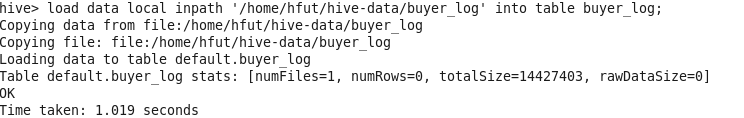 hive> load data local inpath '/home/hfut/hive-data/buyer_log' into table buyer_log;
Copying data from file:/home/hfut/hive-data/buyer_log
Copying file: file:/home/hfut/hive-data/buyer_log
Loading data to table default.buyer_log
Table default.buyer_log stats: [numFiles=1, numRows=0, totalSize=14427403, rawDataSize=0]
OK
Time taken: 1.019 seconds